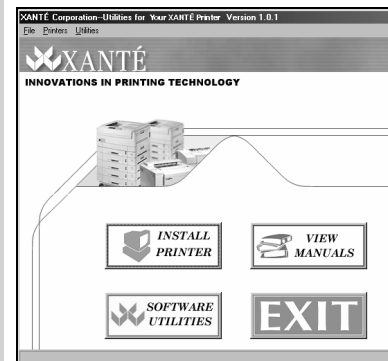 XANTÉ Corporation--Utilities for Your XANTÉ Printer Version 1.0.1
File Printers Utilities
XANTÉ
INNOVATIONS IN PRINTING TECHNOLOGY
INSTALL
PRINTER
VIEW
MANUALS
SOFTWARE
UTILITIES
EXIT